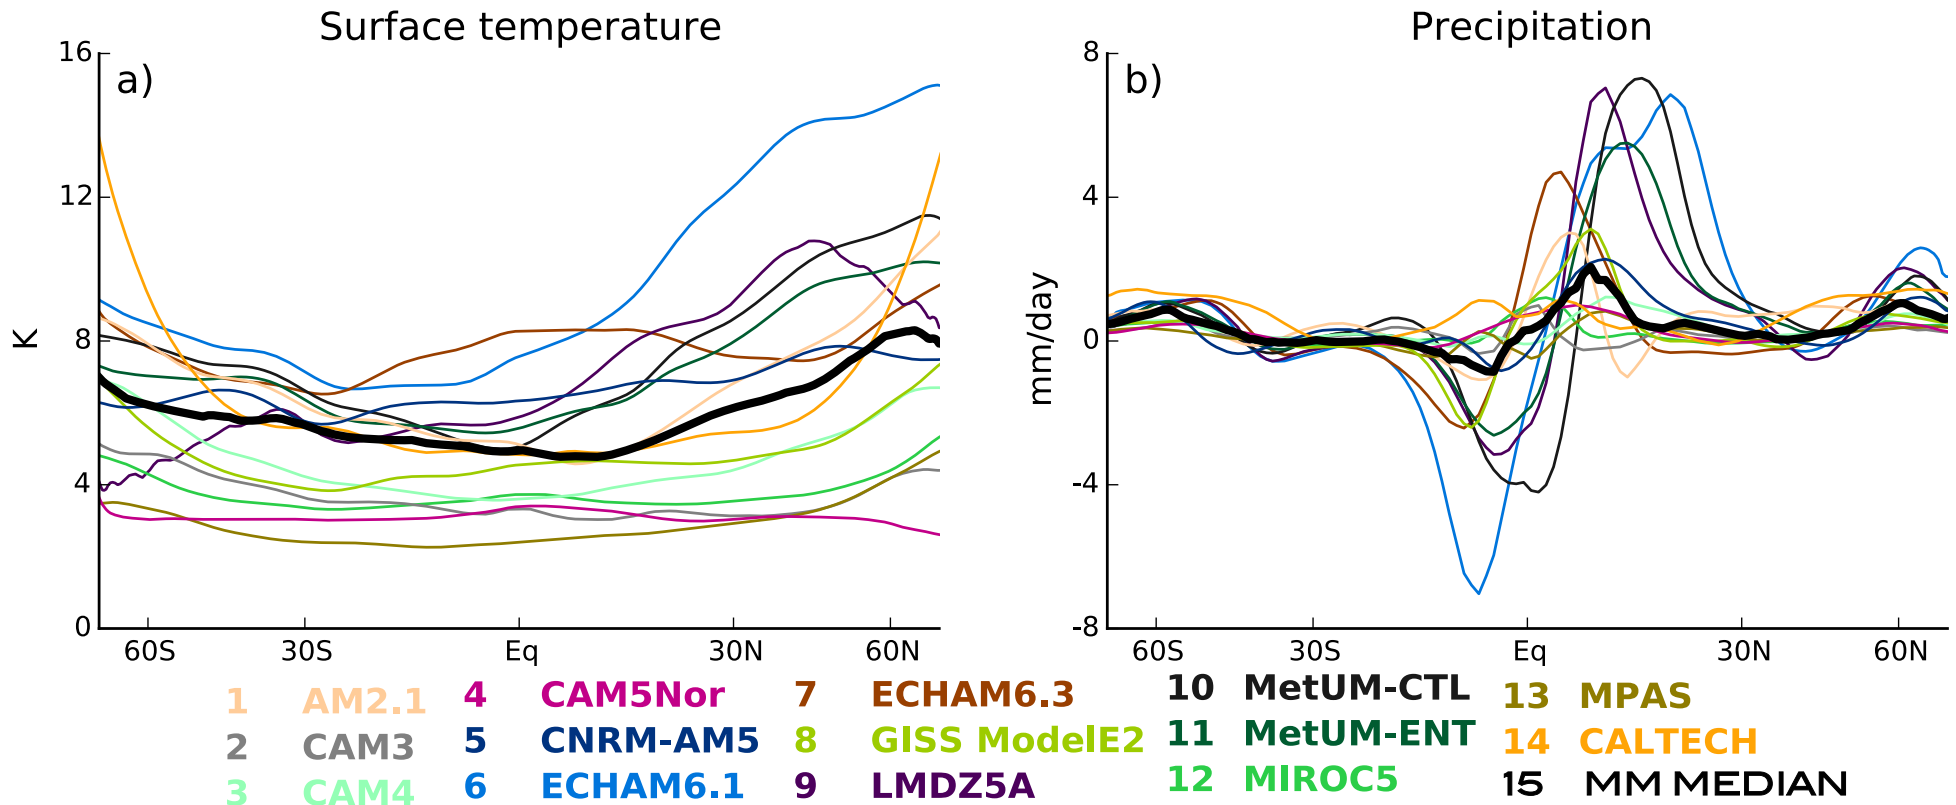 Surface temperature
Precipitation
a)
16
12
8
4
0
K
60S 30S Eq 30N 60N
b)
8
4
0
-4
-8
mm/day
60S 30S Eq 30N 60N
1 AM2.1
2 CAM3
3 CAM4
4 CAM5Nor
5 CNRM-AM5
6 ECHAM6.1
7 ECHAM6.3
8 GISS ModelE2
9 LMDZ5A
10 MetUM-CTL
11 MetUM-ENT
12 MIROC5
13 MPAS
14 CALTECH
15 MM MEDIAN